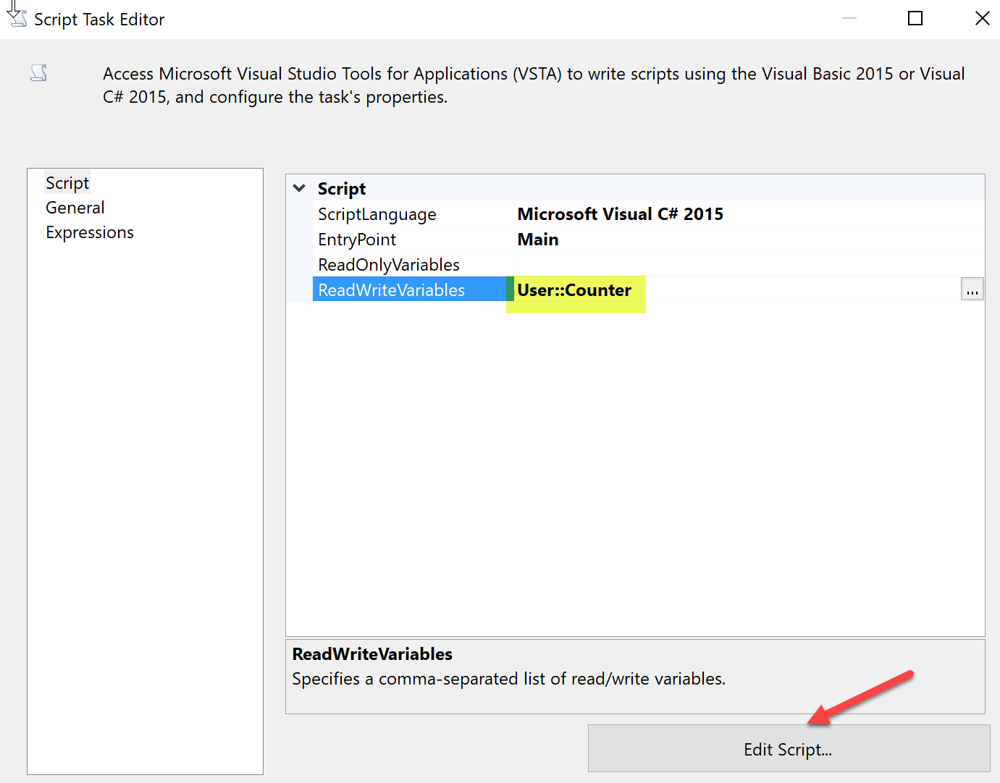 Script Task Editor
Access Microsoft Visual Studio Tools for Applications (VSTA) to write scripts using the Visual Basic 2015 or Visual
C# 2015, and configure the task's properties.
Script
General
Expressions
Script
ScriptLanguage Microsoft Visual C# 2015
EntryPoint Main
ReadOnlyVariables
ReadWriteVariables User::Counter ...
ReadWriteVariables
Specifies a comma-separated list of read/write variables.
Edit Script...